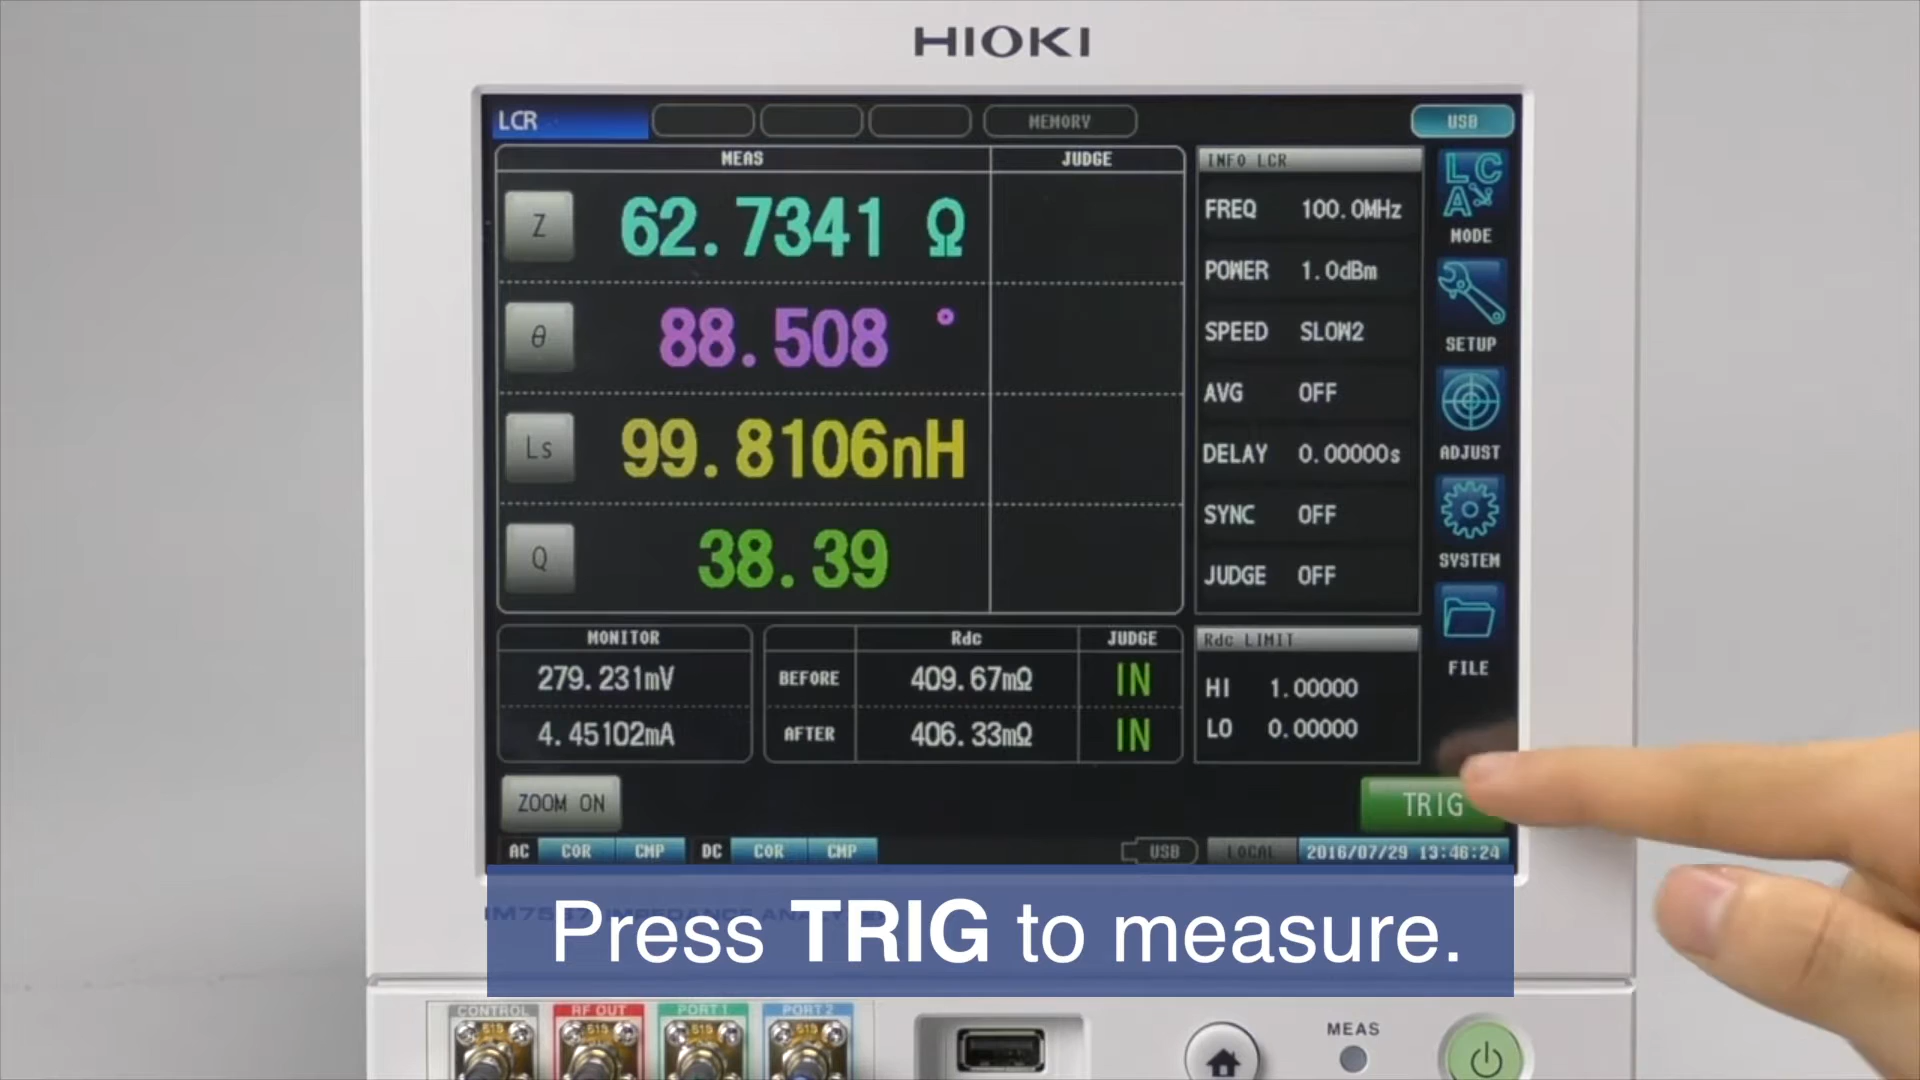 HIOKI
LCR
MEMORY
USB
MEAS
JUDGE
INFO LCR
Z
62.7341 Ω
FREQ 100.0MHz
MODE
POWER 1.0dBm
θ
88.508 °
SPEED SLOW2
SETUP
AVG OFF
Ls
99.8106nH
DELAY 0.00000s
ADJUST
SYNC OFF
Q
38.39
SYSTEM
JUDGE OFF
MONITOR
Rdc
JUDGE
Rdc LIMIT
FILE
279.231mV
BEFORE 409.67mΩ IN
HI 1.00000
4.45102mA
AFTER 406.33mΩ IN
LO 0.00000
ZOOM ON
TRIG
AC COR CMP DC COR CMP
USB
LOCAL
2016/07/29 13:46:24
Press TRIG to measure.
CONTROL
RF OUT
PORT 1
PORT 2
MEAS